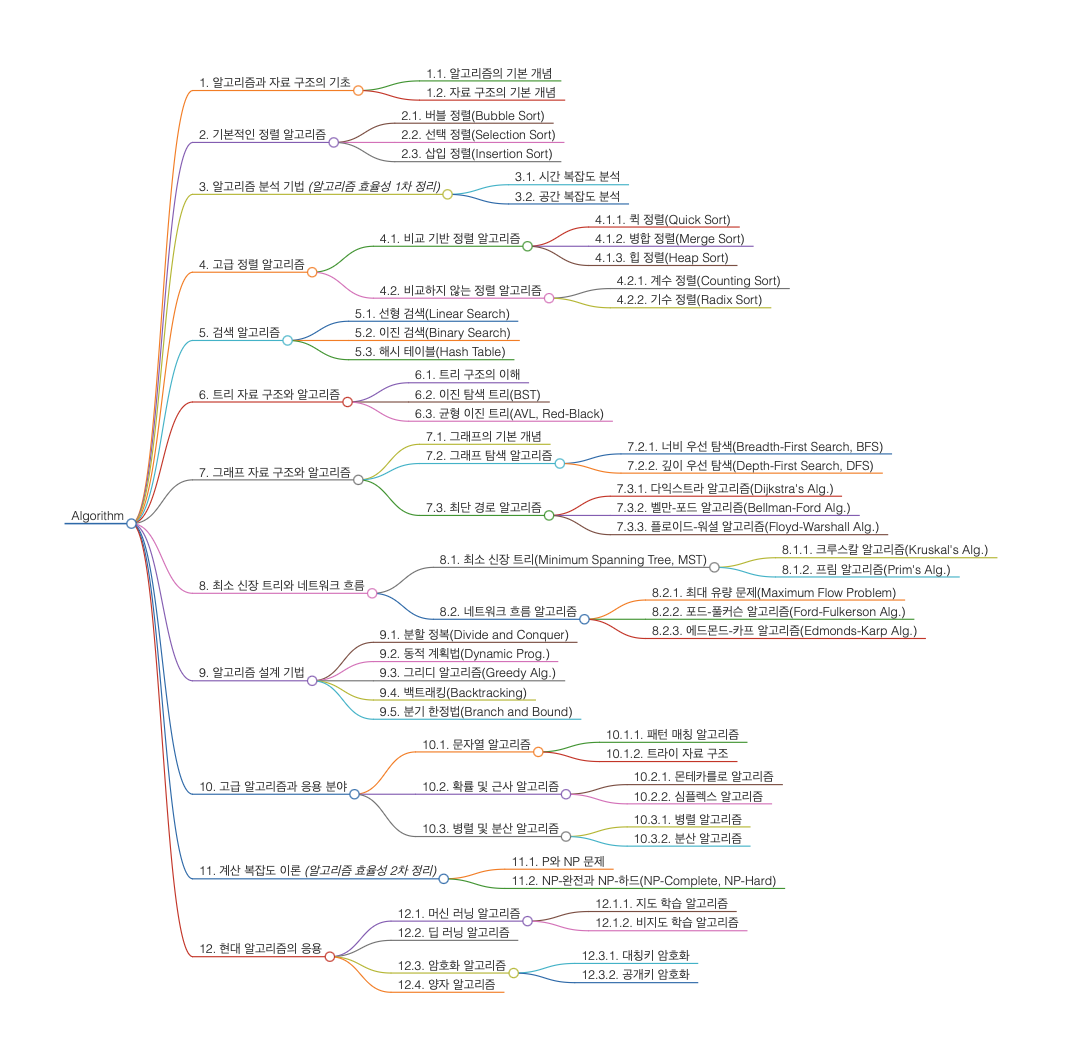 Algorithm
1. 알고리즘과 자료 구조의 기초
1.1. 알고리즘의 기본 개념
1.2. 자료 구조의 기본 개념
2. 기본적인 정렬 알고리즘
2.1. 버블 정렬(Bubble Sort)
2.2. 선택 정렬(Selection Sort)
2.3. 삽입 정렬(Insertion Sort)
3. 알고리즘 분석 기법 (알고리즘 효율성 1차 정리)
3.1. 시간 복잡도 분석
3.2. 공간 복잡도 분석
4. 고급 정렬 알고리즘
4.1. 비교 기반 정렬 알고리즘
4.1.1. 퀵 정렬(Quick Sort)
4.1.2. 병합 정렬(Merge Sort)
4.1.3. 힙 정렬(Heap Sort)
4.2. 비교하지 않는 정렬 알고리즘
4.2.1. 계수 정렬(Counting Sort)
4.2.2. 기수 정렬(Radix Sort)
5. 검색 알고리즘
5.1. 선형 검색(Linear Search)
5.2. 이진 검색(Binary Search)
5.3. 해시 테이블(Hash Table)
6. 트리 자료 구조와 알고리즘
6.1. 트리 구조의 이해
6.2. 이진 탐색 트리(BST)
6.3. 균형 이진 트리(AVL, Red-Black)
7. 그래프 자료 구조와 알고리즘
7.1. 그래프의 기본 개념
7.2. 그래프 탐색 알고리즘
7.2.1. 너비 우선 탐색(Breadth-First Search, BFS)
7.2.2. 깊이 우선 탐색(Depth-First Search, DFS)
7.3. 최단 경로 알고리즘
7.3.1. 다익스트라 알고리즘(Dijkstra's Alg.)
7.3.2. 벨만-포드 알고리즘(Bellman-Ford Alg.)
7.3.3. 플로이드-워셜 알고리즘(Floyd-Warshall Alg.)
8. 최소 신장 트리와 네트워크 흐름
8.1. 최소 신장 트리(Minimum Spanning Tree, MST)
8.1.1. 크루스칼 알고리즘(Kruskal's Alg.)
8.1.2. 프림 알고리즘(Prim's Alg.)
8.2. 네트워크 흐름 알고리즘
8.2.1. 최대 유량 문제(Maximum Flow Problem)
8.2.2. 포드-풀커슨 알고리즘(Ford-Fulkerson Alg.)
8.2.3. 에드몬드-카프 알고리즘(Edmonds-Karp Alg.)
9. 알고리즘 설계 기법
9.1. 분할 정복(Divide and Conquer)
9.2. 동적 계획법(Dynamic Prog.)
9.3. 그리디 알고리즘(Greedy Alg.)
9.4. 백트래킹(Backtracking)
9.5. 분기 한정법(Branch and Bound)
10. 고급 알고리즘과 응용 분야
10.1. 문자열 알고리즘
10.1.1. 패턴 매칭 알고리즘
10.1.2. 트라이 자료 구조
10.2. 확률 및 근사 알고리즘
10.2.1. 몬테카를로 알고리즘
10.2.2. 심플렉스 알고리즘
10.3. 병렬 및 분산 알고리즘
10.3.1. 병렬 알고리즘
10.3.2. 분산 알고리즘
11. 계산 복잡도 이론 (알고리즘 효율성 2차 정리)
11.1. P와 NP 문제
11.2. NP-완전과 NP-하드(NP-Complete, NP-Hard)
12. 현대 알고리즘의 응용
12.1. 머신 러닝 알고리즘
12.1.1. 지도 학습 알고리즘
12.1.2. 비지도 학습 알고리즘
12.2. 딥 러닝 알고리즘
12.3. 암호화 알고리즘
12.3.1. 대칭키 암호화
12.3.2. 공개키 암호화
12.4. 양자 알고리즘